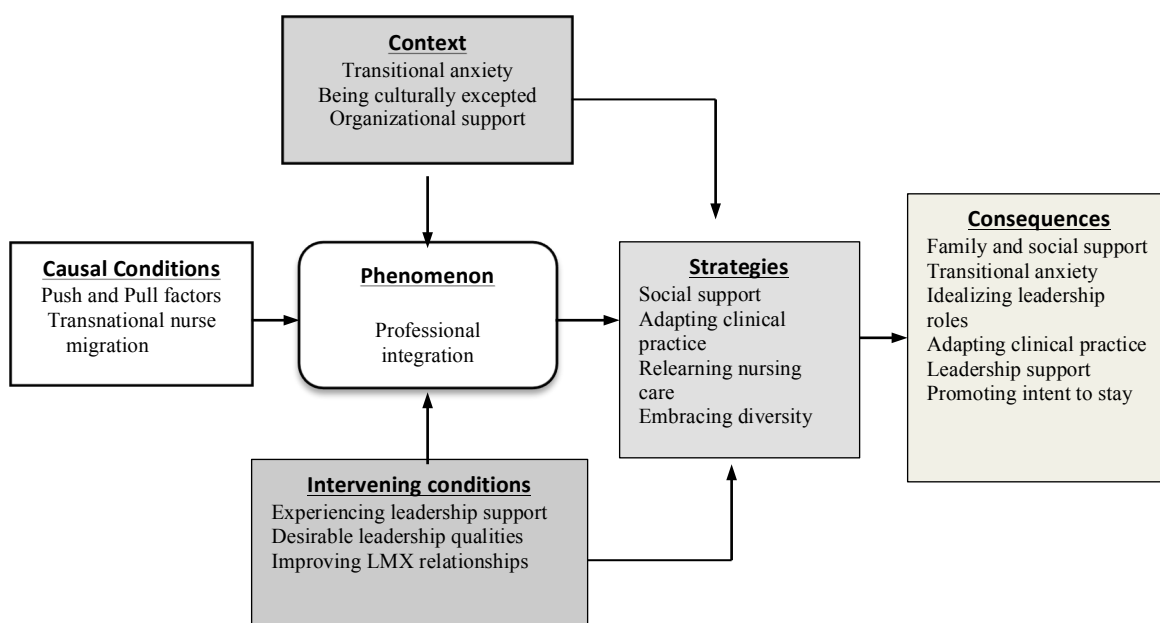 Context
Transitional anxiety
Being culturally excepted
Organizational support
Causal Conditions
Push and Pull factors
Transnational nurse
migration
Phenomenon
Professional
integration
Strategies
Social support
Adapting clinical
practice
Relearning nursing
care
Embracing diversity
Consequences
Family and social support
Transitional anxiety
Idealizing leadership
roles
Adapting clinical practice
Leadership support
Promoting intent to stay
Intervening conditions
Experiencing leadership support
Desirable leadership qualities
Improving LMX relationships